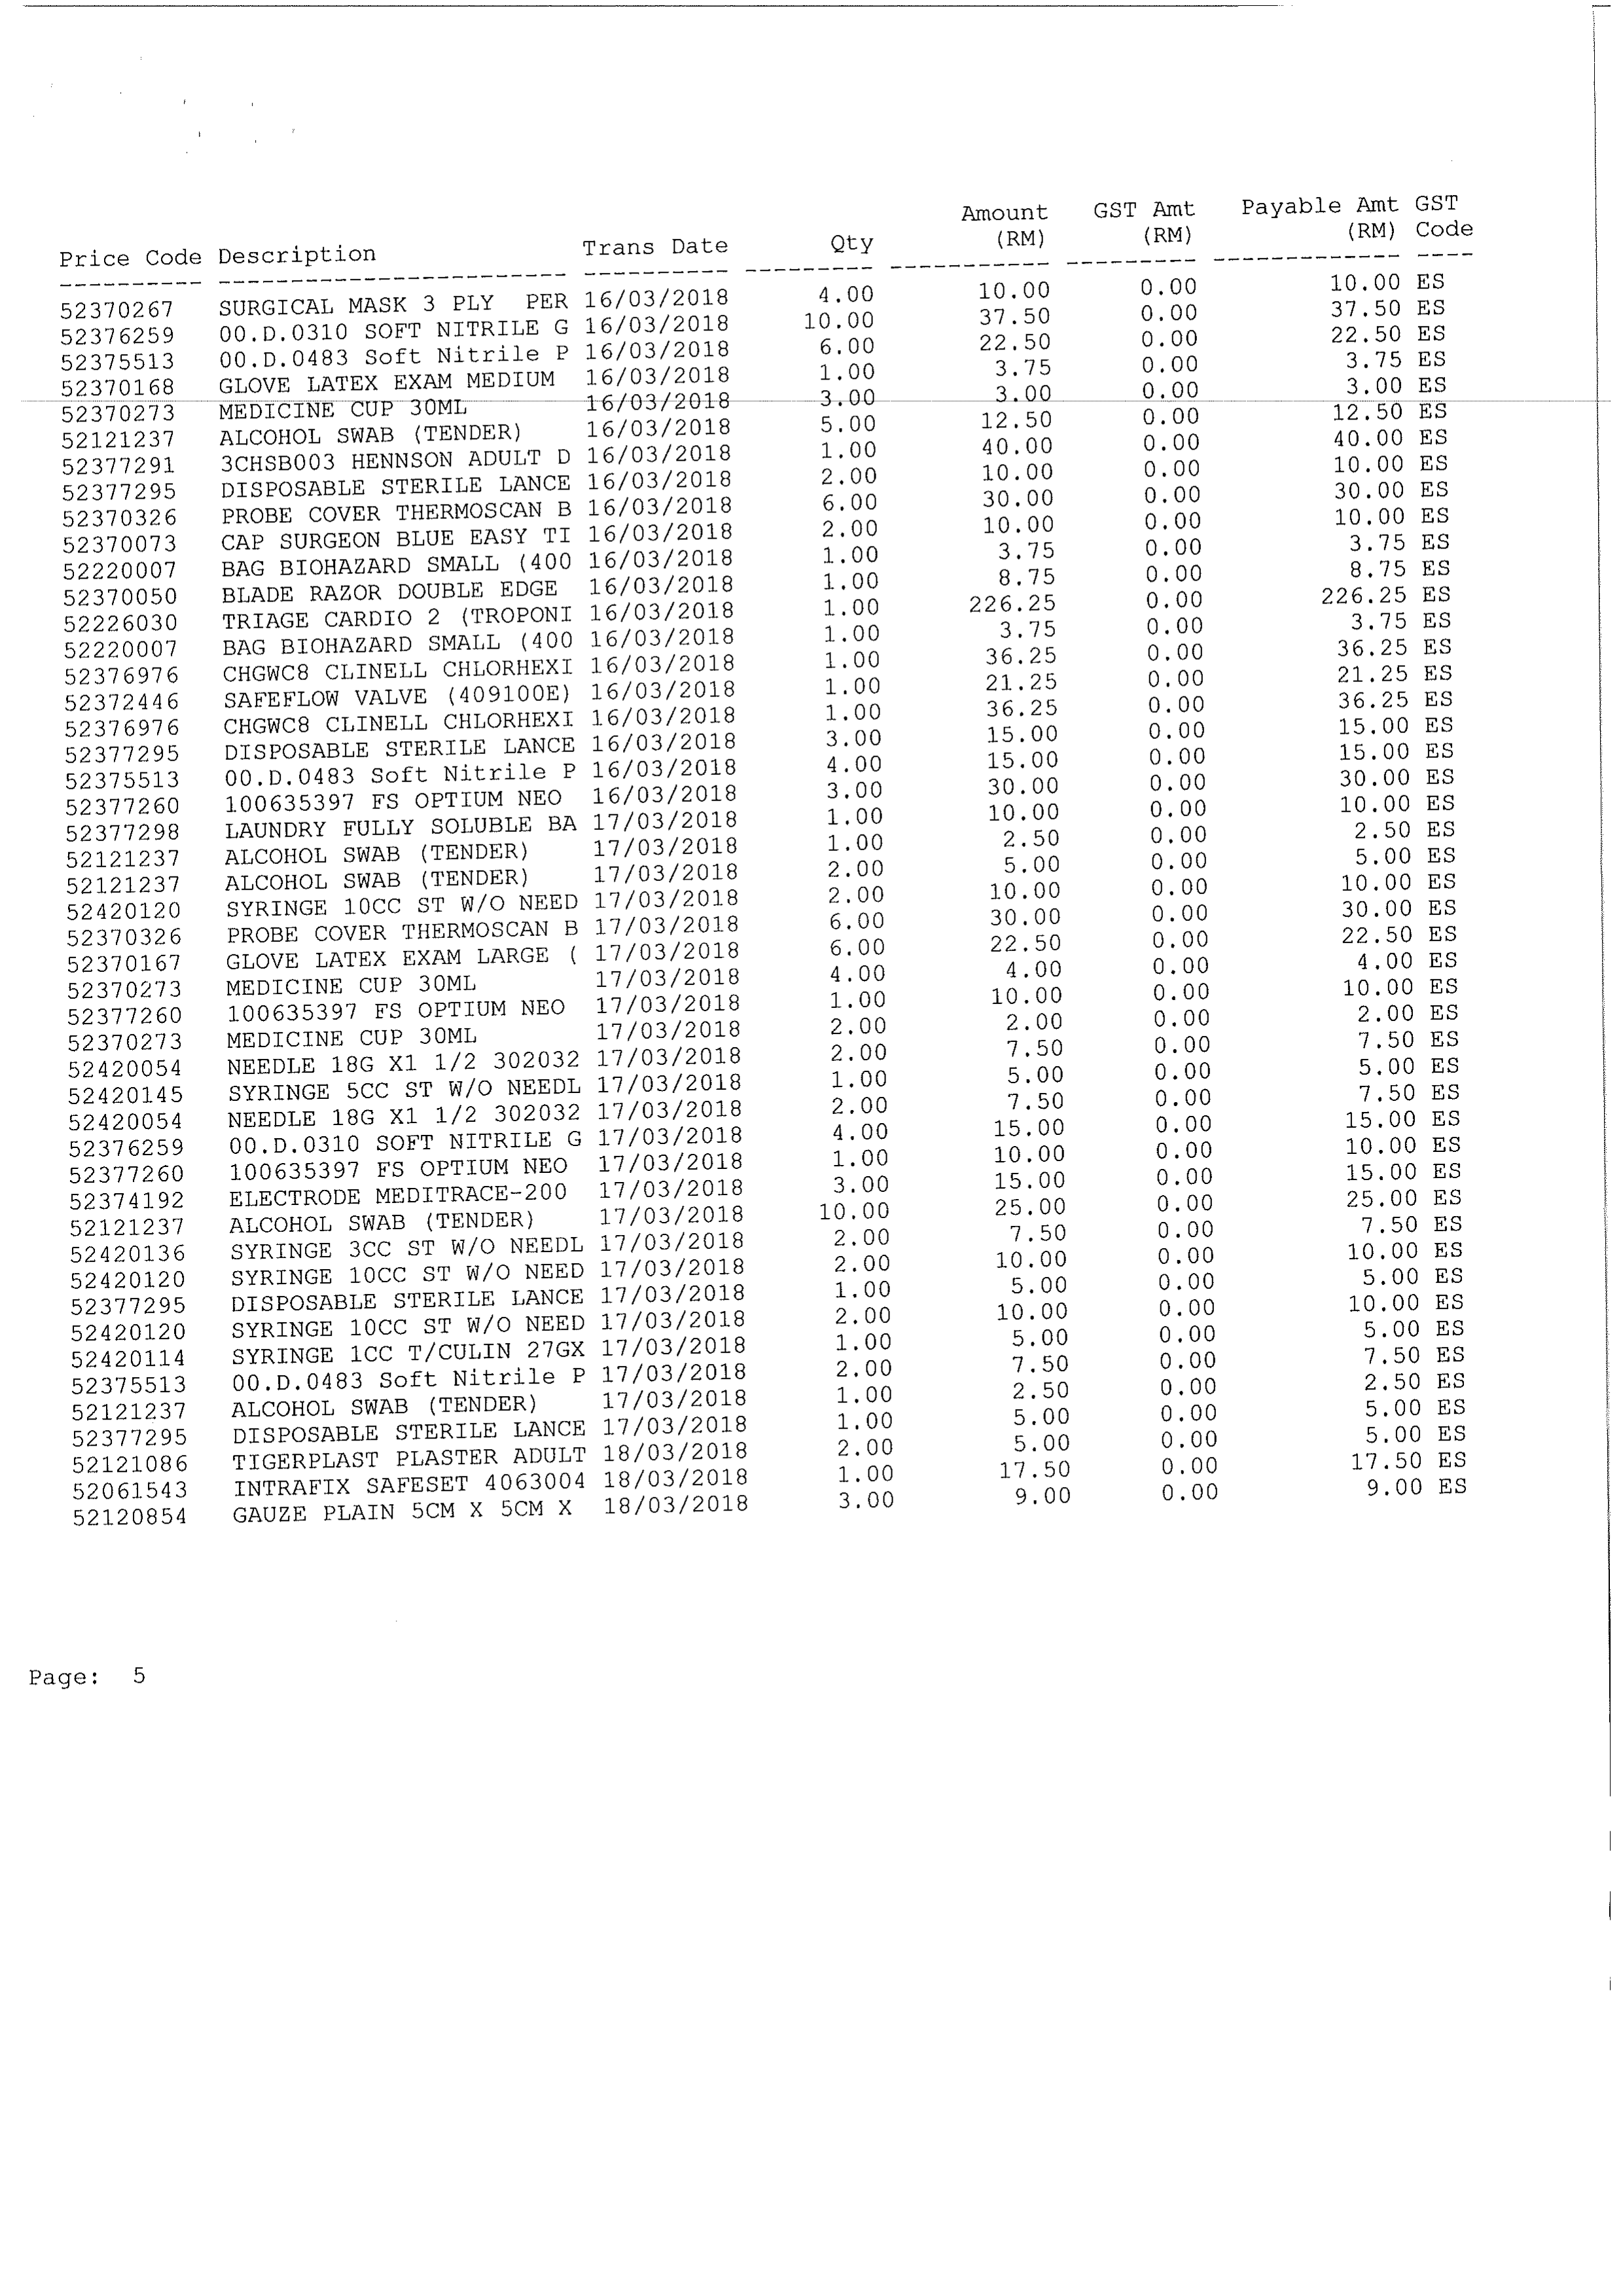 Amount GST Amt Payable Amt GST
Price Code Description Trans Date Qty (RM) (RM) (RM) Code
---------- ------------------------ ---------- --------- ----------- --------- ------------- ----
52370267 SURGICAL MASK 3 PLY  PER 16/03/2018 4.00 10.00 0.00 10.00 ES
52376259 00.D.0310 SOFT NITRILE G 16/03/2018 10.00 37.50 0.00 37.50 ES
52375513 00.D.0483 Soft Nitrile P 16/03/2018 6.00 22.50 0.00 22.50 ES
52370168 GLOVE LATEX EXAM MEDIUM 16/03/2018 1.00 3.75 0.00 3.75 ES
52370273 MEDICINE CUP 30ML 16/03/2018 3.00 3.00 0.00 3.00 ES
52121237 ALCOHOL SWAB (TENDER) 16/03/2018 5.00 12.50 0.00 12.50 ES
52377291 3CHSB003 HENNSON ADULT D 16/03/2018 1.00 40.00 0.00 40.00 ES
52377295 DISPOSABLE STERILE LANCE 16/03/2018 2.00 10.00 0.00 10.00 ES
52370326 PROBE COVER THERMOSCAN B 16/03/2018 6.00 30.00 0.00 30.00 ES
52370073 CAP SURGEON BLUE EASY TI 16/03/2018 2.00 10.00 0.00 10.00 ES
52220007 BAG BIOHAZARD SMALL (400 16/03/2018 1.00 3.75 0.00 3.75 ES
52370050 BLADE RAZOR DOUBLE EDGE 16/03/2018 1.00 8.75 0.00 8.75 ES
52226030 TRIAGE CARDIO 2 (TROPONI 16/03/2018 1.00 226.25 0.00 226.25 ES
52220007 BAG BIOHAZARD SMALL (400 16/03/2018 1.00 3.75 0.00 3.75 ES
52376976 CHGWC8 CLINELL CHLORHEXI 16/03/2018 1.00 36.25 0.00 36.25 ES
52372446 SAFEFLOW VALVE (409100E) 16/03/2018 1.00 21.25 0.00 21.25 ES
52376976 CHGWC8 CLINELL CHLORHEXI 16/03/2018 1.00 36.25 0.00 36.25 ES
52377295 DISPOSABLE STERILE LANCE 16/03/2018 3.00 15.00 0.00 15.00 ES
52375513 00.D.0483 Soft Nitrile P 16/03/2018 4.00 15.00 0.00 15.00 ES
52377260 100635397 FS OPTIUM NEO 16/03/2018 3.00 30.00 0.00 30.00 ES
52377298 LAUNDRY FULLY SOLUBLE BA 17/03/2018 1.00 10.00 0.00 10.00 ES
52121237 ALCOHOL SWAB (TENDER) 17/03/2018 1.00 2.50 0.00 2.50 ES
52121237 ALCOHOL SWAB (TENDER) 17/03/2018 2.00 5.00 0.00 5.00 ES
52420120 SYRINGE 10CC ST W/O NEED 17/03/2018 2.00 10.00 0.00 10.00 ES
52370326 PROBE COVER THERMOSCAN B 17/03/2018 6.00 30.00 0.00 30.00 ES
52370167 GLOVE LATEX EXAM LARGE ( 17/03/2018 6.00 22.50 0.00 22.50 ES
52370273 MEDICINE CUP 30ML 17/03/2018 4.00 4.00 0.00 4.00 ES
52377260 100635397 FS OPTIUM NEO 17/03/2018 1.00 10.00 0.00 10.00 ES
52370273 MEDICINE CUP 30ML 17/03/2018 2.00 2.00 0.00 2.00 ES
52420054 NEEDLE 18G X1 1/2 302032 17/03/2018 2.00 7.50 0.00 7.50 ES
52420145 SYRINGE 5CC ST W/O NEEDL 17/03/2018 1.00 5.00 0.00 5.00 ES
52420054 NEEDLE 18G X1 1/2 302032 17/03/2018 2.00 7.50 0.00 7.50 ES
52376259 00.D.0310 SOFT NITRILE G 17/03/2018 4.00 15.00 0.00 15.00 ES
52377260 100635397 FS OPTIUM NEO 17/03/2018 1.00 10.00 0.00 10.00 ES
52374192 ELECTRODE MEDITRACE-200 17/03/2018 3.00 15.00 0.00 15.00 ES
52121237 ALCOHOL SWAB (TENDER) 17/03/2018 10.00 25.00 0.00 25.00 ES
52420136 SYRINGE 3CC ST W/O NEEDL 17/03/2018 2.00 7.50 0.00 7.50 ES
52420120 SYRINGE 10CC ST W/O NEED 17/03/2018 2.00 10.00 0.00 10.00 ES
52377295 DISPOSABLE STERILE LANCE 17/03/2018 1.00 5.00 0.00 5.00 ES
52420120 SYRINGE 10CC ST W/O NEED 17/03/2018 2.00 10.00 0.00 10.00 ES
52420114 SYRINGE 1CC T/CULIN 27GX 17/03/2018 1.00 5.00 0.00 5.00 ES
52375513 00.D.0483 Soft Nitrile P 17/03/2018 2.00 7.50 0.00 7.50 ES
52121237 ALCOHOL SWAB (TENDER) 17/03/2018 1.00 2.50 0.00 2.50 ES
52377295 DISPOSABLE STERILE LANCE 17/03/2018 1.00 5.00 0.00 5.00 ES
52121086 TIGERPLAST PLASTER ADULT 18/03/2018 2.00 5.00 0.00 5.00 ES
52061543 INTRAFIX SAFESET 4063004 18/03/2018 1.00 17.50 0.00 17.50 ES
52120854 GAUZE PLAIN 5CM X 5CM X 18/03/2018 3.00 9.00 0.00 9.00 ES
Page: 5